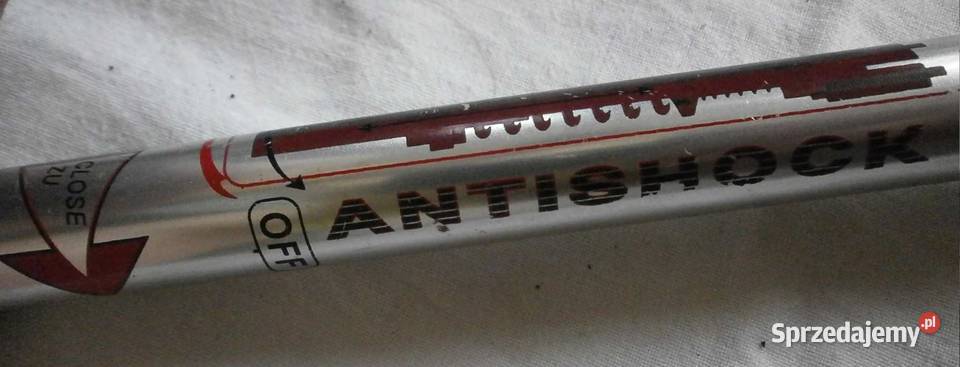 CLOSE
ZU
OFF
ANTISHOCK
Sprzedajemy.pl